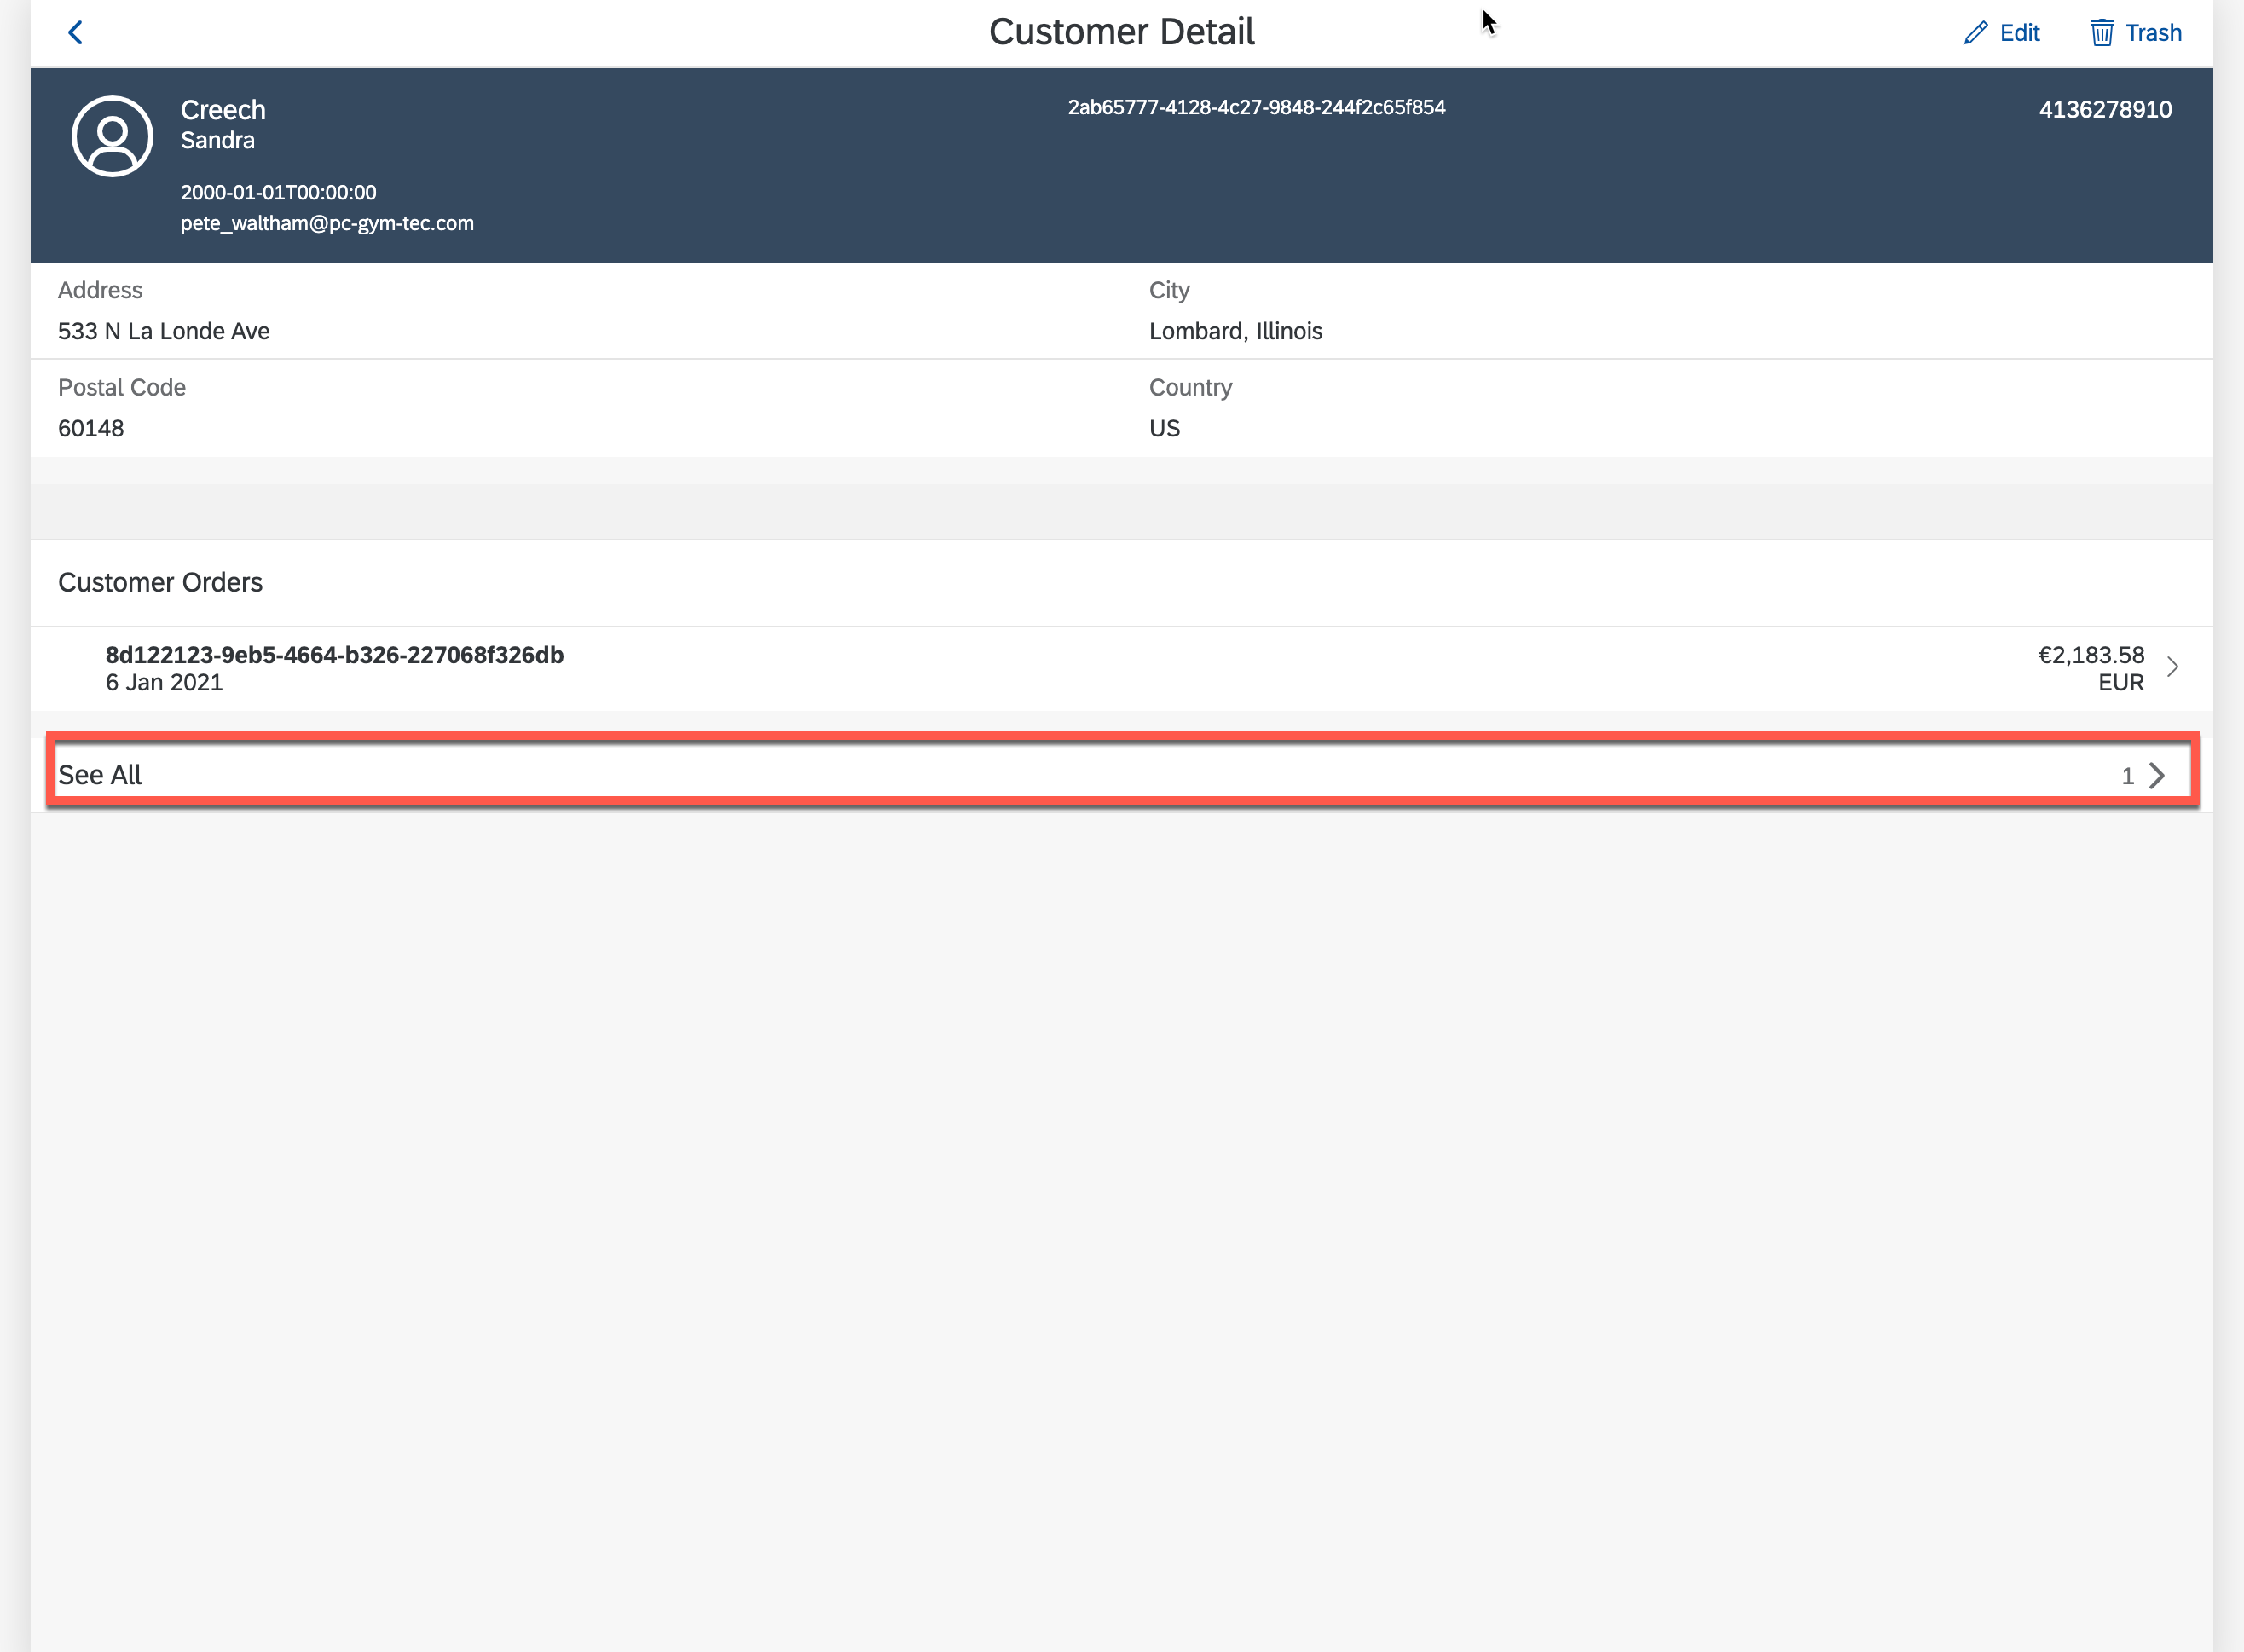 Customer Detail
Edit
Trash
Creech
Sandra
2000-01-01T00:00:00
pete_waltham@pc-gym-tec.com
2ab65777-4128-4c27-9848-244f2c65f854
4136278910
Address
533 N La Londe Ave
City
Lombard, Illinois
Postal Code
60148
Country
US
Customer Orders
8d122123-9eb5-4664-b326-227068f326db
6 Jan 2021
€2,183.58
EUR
See All
1